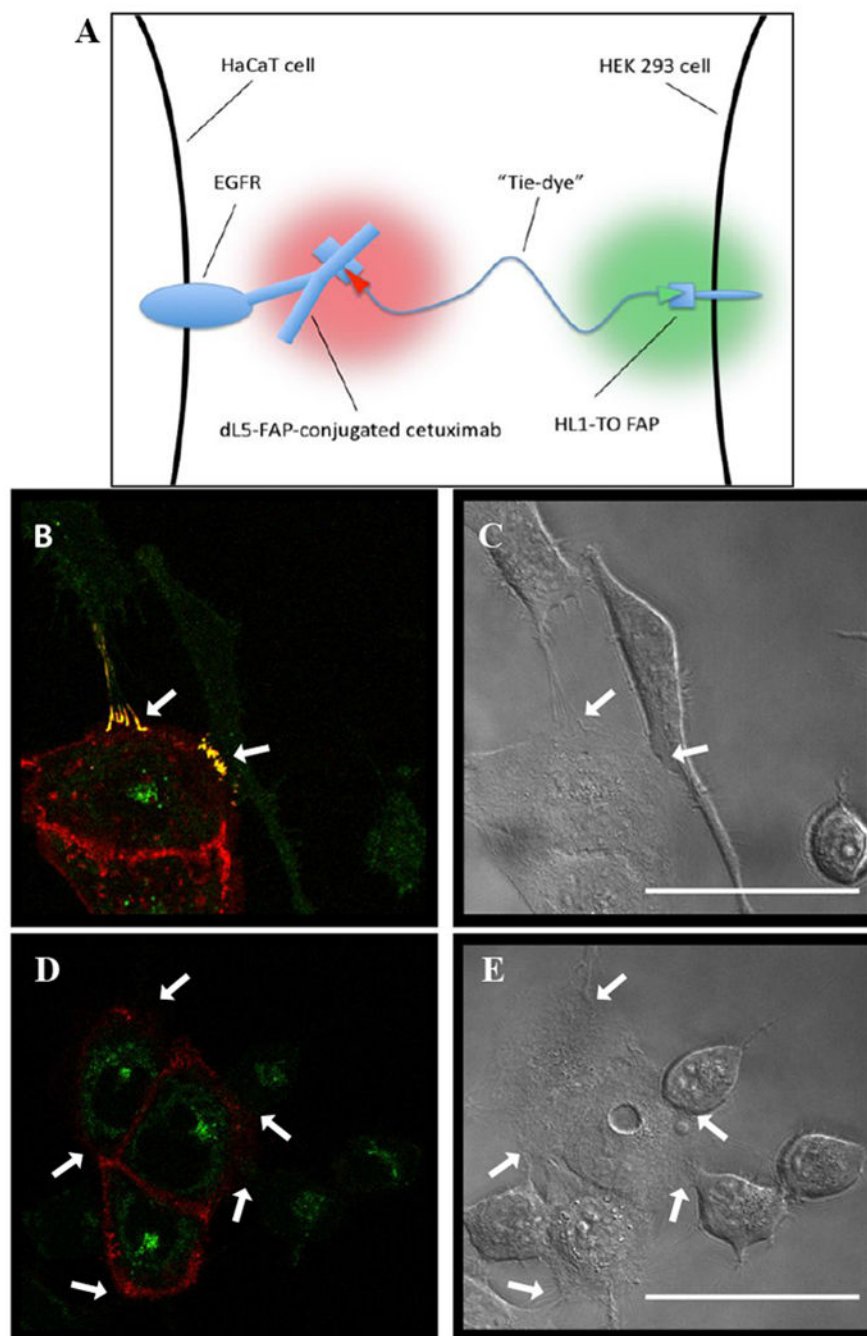 A
HaCaT cell
HEK 293 cell
EGFR
“Tie-dye”
dL5-FAP-conjugated cetuximab
HL1-TO FAP
B
C
D
E